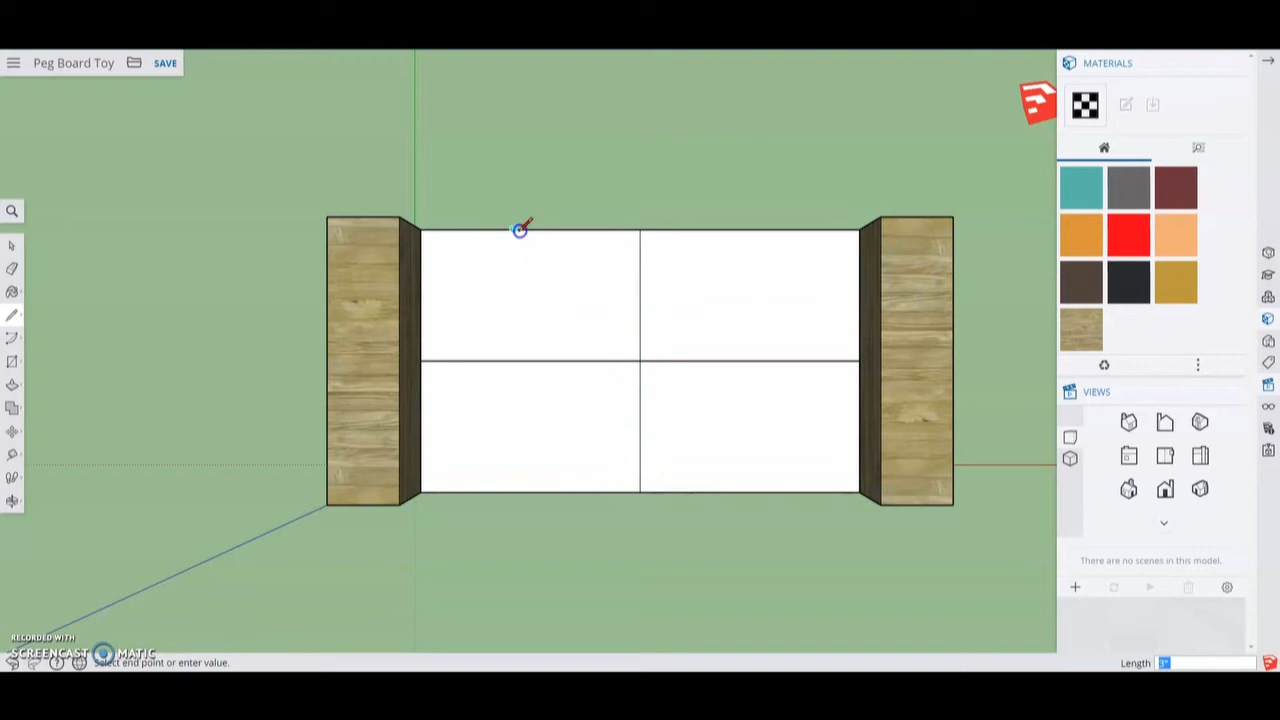 Peg Board Toy
SAVE
MATERIALS
VIEWS
There are no scenes in this model.
RECORDED WITH
SCREENCAST MATIC
Select end point or enter value.
Length 3"